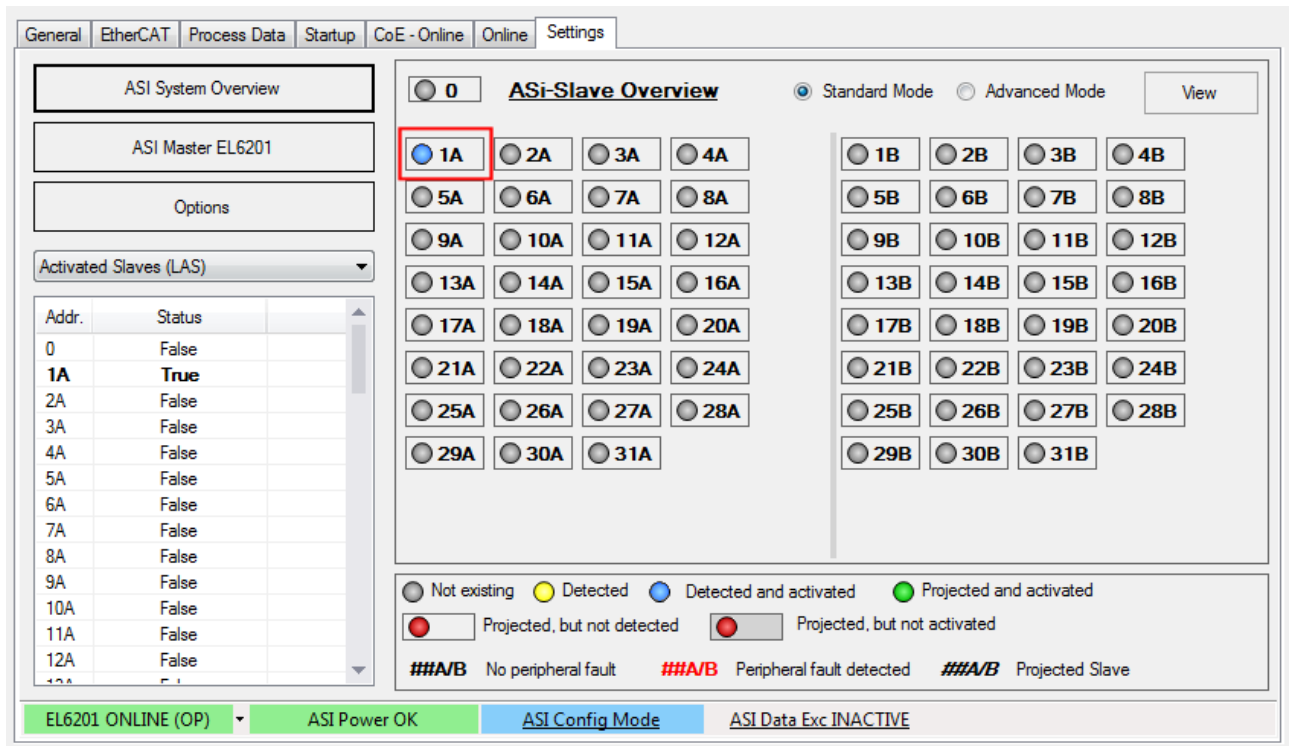 General EtherCAT Process Data Startup CoE - Online Online Settings
ASI System Overview
ASI Master EL6201
Options
Activated Slaves (LAS)
Addr. Status
0 False
1A True
2A False
3A False
4A False
5A False
6A False
7A False
8A False
9A False
10A False
11A False
12A False
0 ASi-Slave Overview Standard Mode Advanced Mode View
1A 2A 3A 4A 1B 2B 3B 4B
5A 6A 7A 8A 5B 6B 7B 8B
9A 10A 11A 12A 9B 10B 11B 12B
13A 14A 15A 16A 13B 14B 15B 16B
17A 18A 19A 20A 17B 18B 19B 20B
21A 22A 23A 24A 21B 22B 23B 24B
25A 26A 27A 28A 25B 26B 27B 28B
29A 30A 31A 29B 30B 31B
Not existing Detected Detected and activated Projected and activated
Projected, but not detected Projected, but not activated
##A/B No peripheral fault ##A/B Peripheral fault detected ##A/B Projected Slave
EL6201 ONLINE (OP) ASI Power OK ASI Config Mode ASI Data Exc INACTIVE